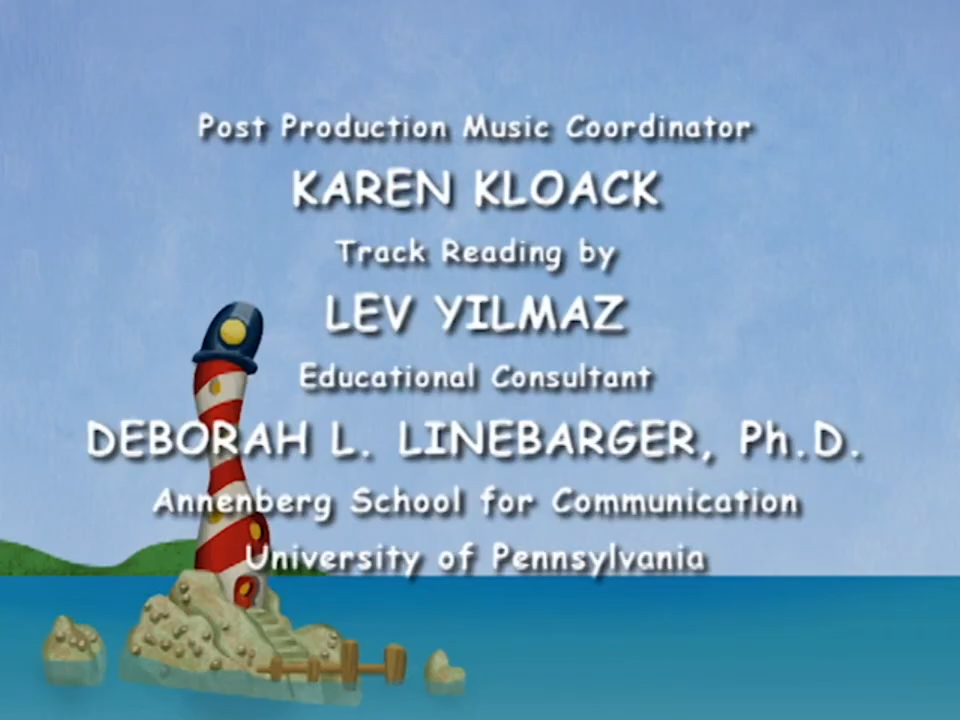 Post Production Music Coordinator
KAREN KLOACK
Track Reading by
LEV YILMAZ
Educational Consultant
DEBORAH L. LINEBARGER, Ph.D.
Annenberg School for Communication
University of Pennsylvania